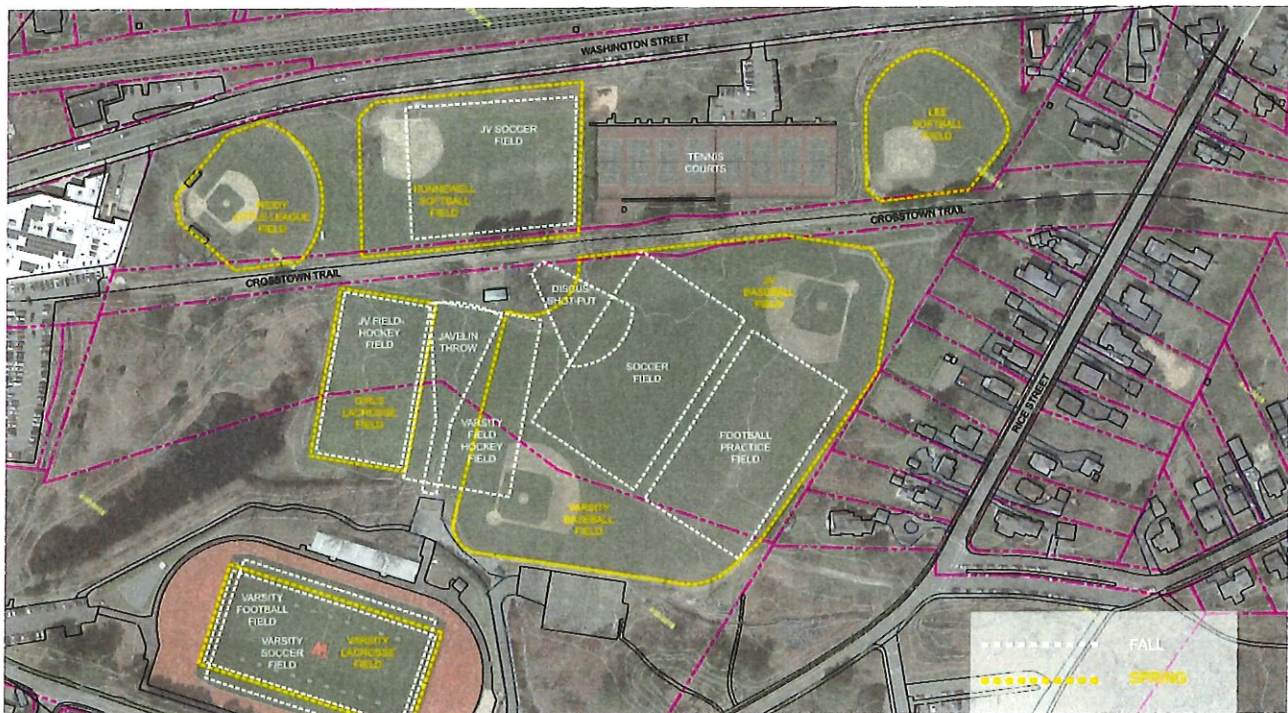 WASHINGTON STREET
JV SOCCER
FIELD
LEE
SOFTBALL
FIELD
TENNIS
COURTS
HUNNEWELL
SOFTBALL
FIELD
REIDY
LITTLE LEAGUE
FIELD
CROSSTOWN TRAIL
CROSSTOWN TRAIL
DISCUS
SHOT-PUT
JV
BASEBALL
FIELD
JV FIELD
HOCKEY
FIELD
JAVELIN
THROW
SOCCER
FIELD
GIRLS
LACROSSE
FIELD
VARSITY
FIELD
HOCKEY
FIELD
FOOTBALL
PRACTICE
FIELD
RICE STREET
VARSITY
BASEBALL
FIELD
VARSITY
FOOTBALL
FIELD
VARSITY
SOCCER
FIELD
W
VARSITY
LACROSSE
FIELD
FALL
SPRING